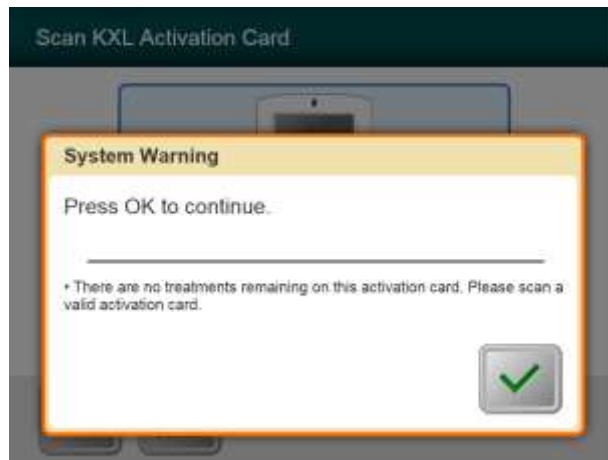 Scan KXL Activation Card
System Warning
Press OK to continue.
• There are no treatments remaining on this activation card. Please scan a
valid activation card.